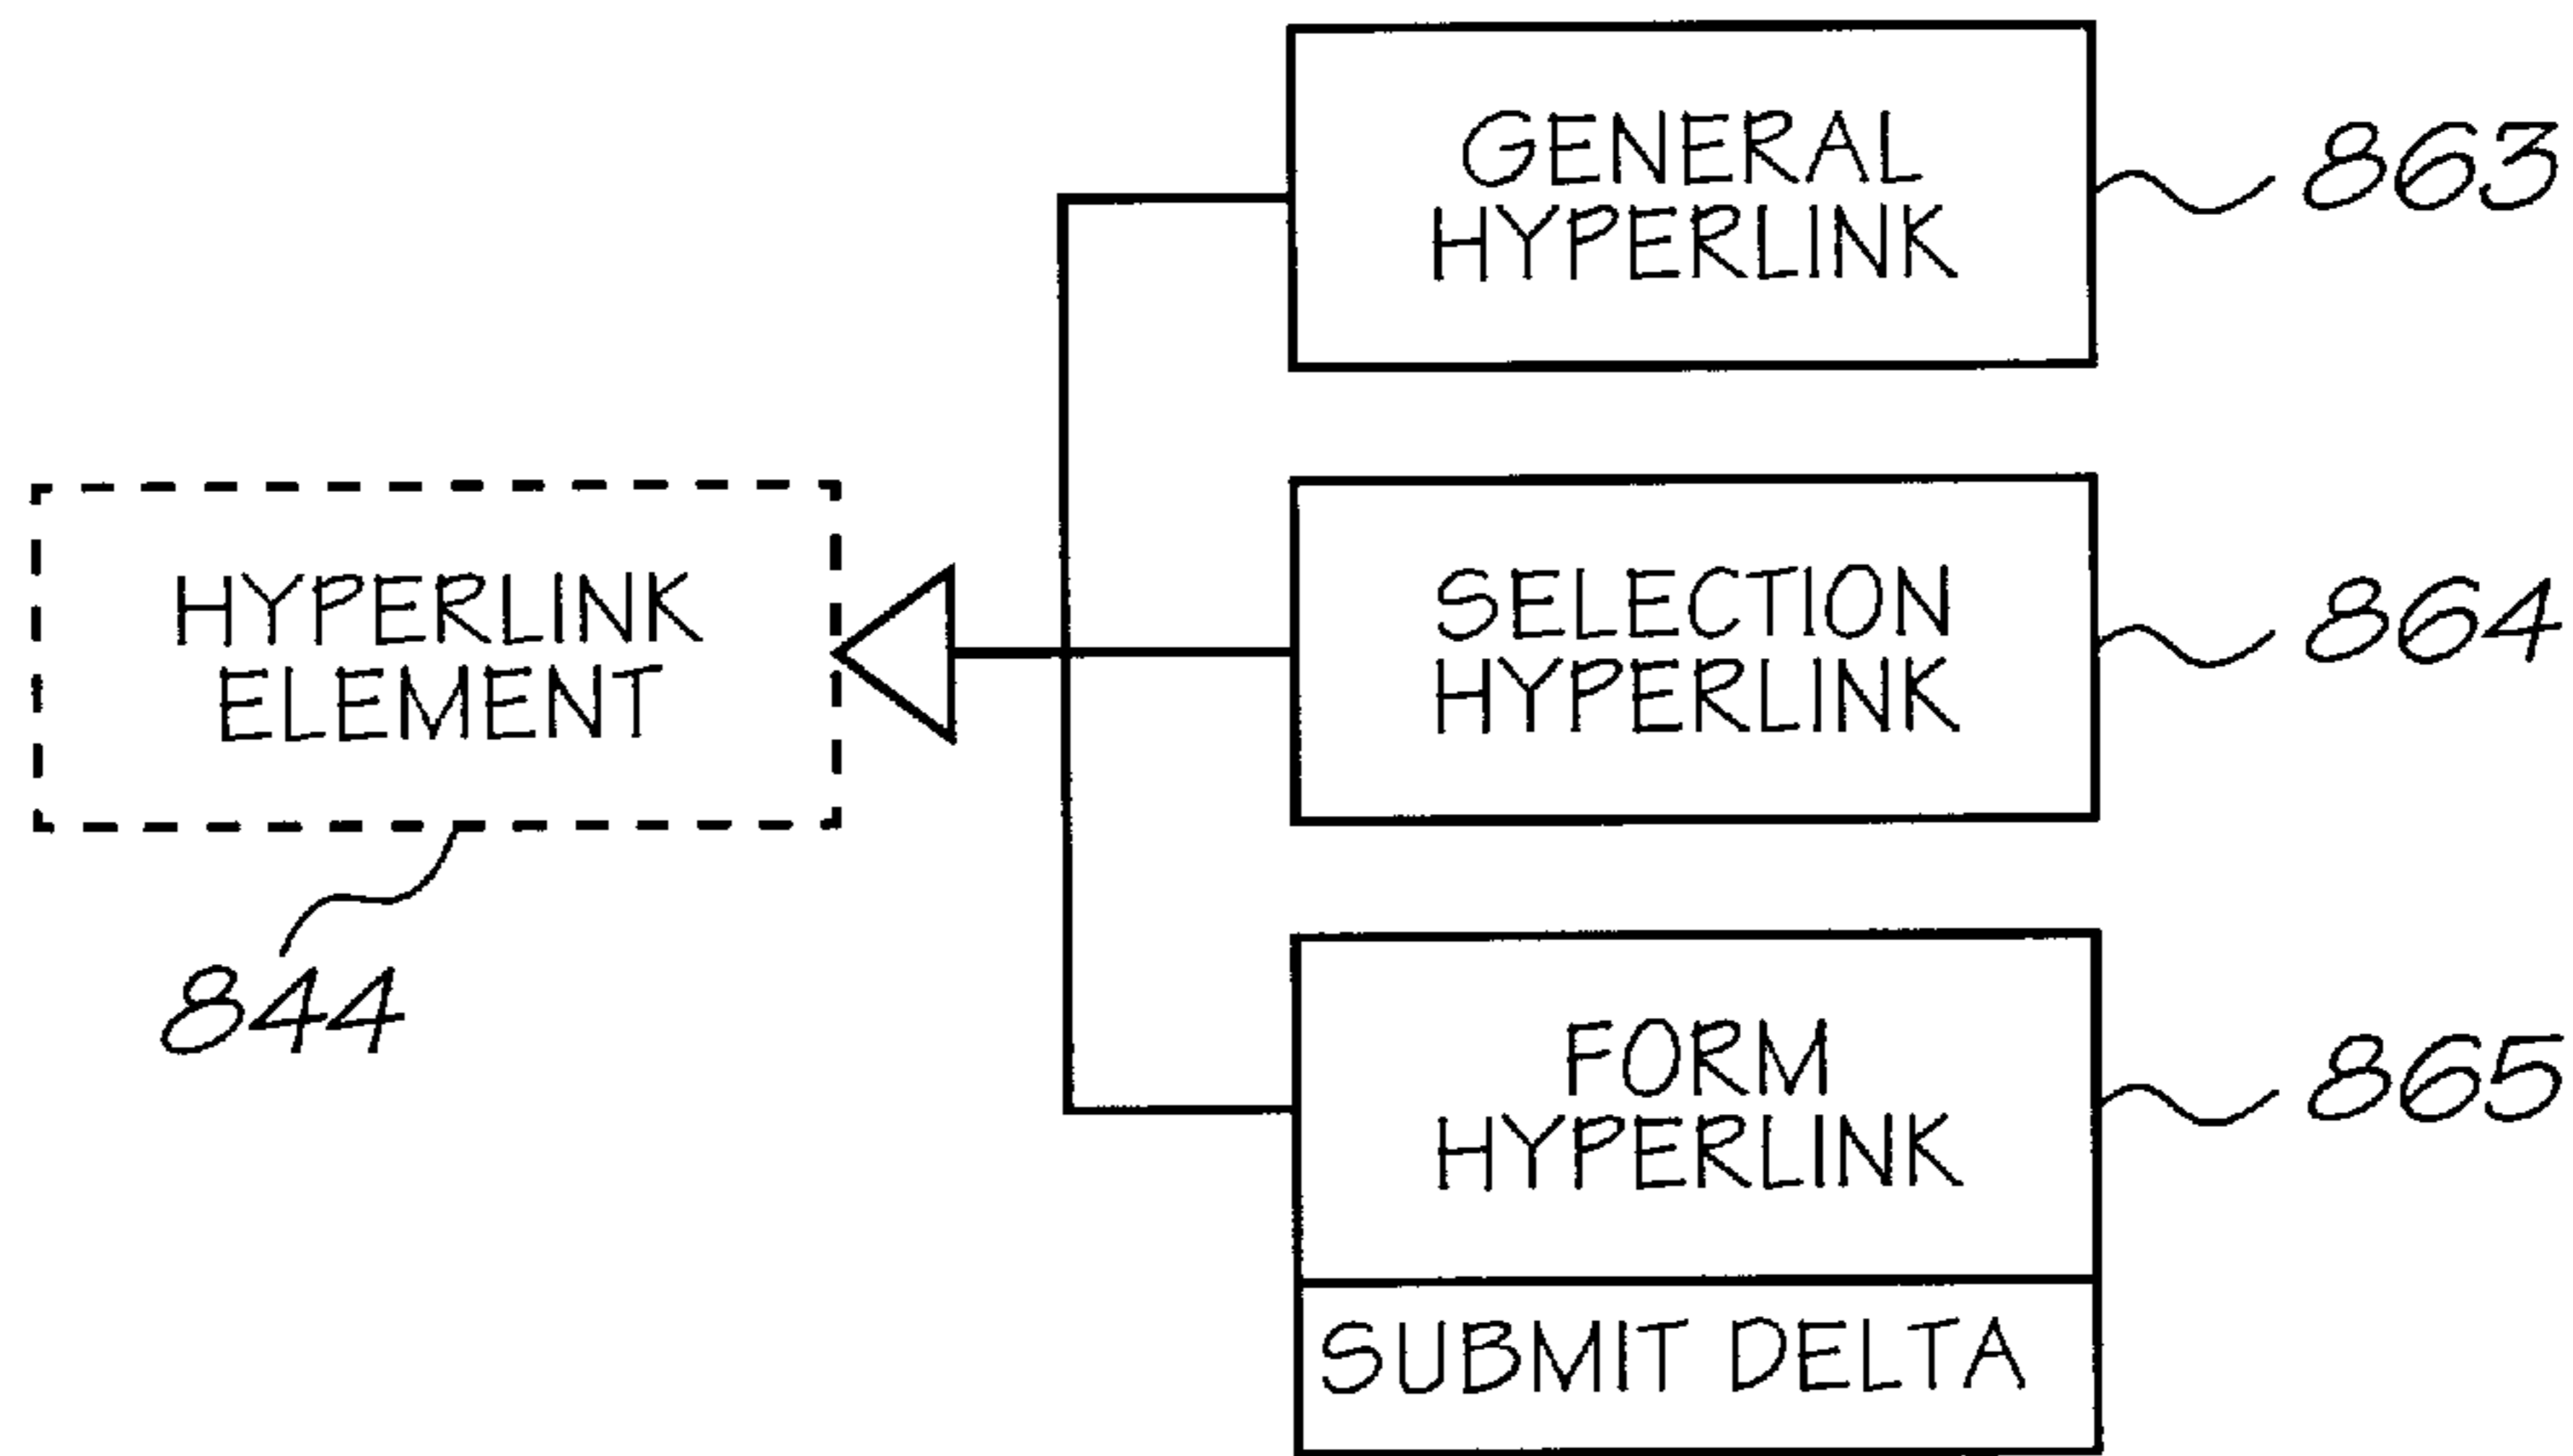 GENERAL
HYPERLINK
863
HYPERLINK
ELEMENT
844
SELECTION
HYPERLINK
864
FORM
HYPERLINK
865
SUBMIT DELTA